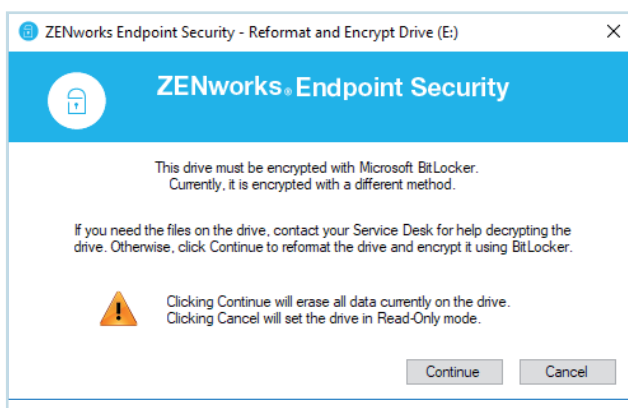 ZENworks Endpoint Security - Reformat and Encrypt Drive (E:)
ZENworks® Endpoint Security
This drive must be encrypted with Microsoft BitLocker.
Currently, it is encrypted with a different method.
If you need the files on the drive, contact your Service Desk for help decrypting the
drive. Otherwise, click Continue to reformat the drive and encrypt it using BitLocker.
Clicking Continue will erase all data currently on the drive.
Clicking Cancel will set the drive in Read-Only mode.
Continue Cancel